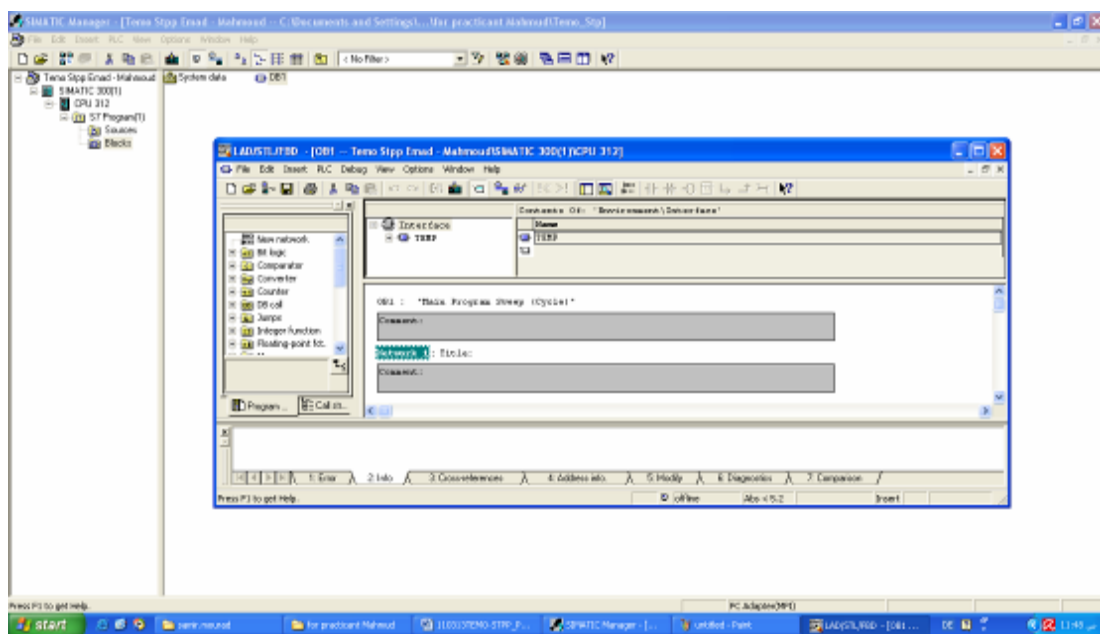 SIMATIC Manager - [Temo Stpp Emad - Mahmoud -- C:\Documents and Settings\...\for practicant Mahmoud\Temo_Stp]
File Edit Insert PLC View Options Window Help
< No Filter >
Temo Stpp Emad - Mahmoud
SIMATIC 300(1)
CPU 312
S7 Program(1)
Sources
Blocks
System data
OB1
LAD/STL/FBD - [OB1 -- Temo Stpp Emad - Mahmoud\SIMATIC 300(1)\CPU 312]
File Edit Insert PLC Debug View Options Window Help
Contents Of: 'Environment\Interface'
Interface
TEMP
Name
TEMP
New network
Bit logic
Comparator
Converter
Counter
DB call
Jumps
Integer function
Floating-point fct.
Program ...
Call st...
OB1 : "Main Program Sweep (Cycle)"
Comment:
Network 1: Title:
Comment:
1: Error
2: Info
3: Cross-references
4: Address info.
5: Modify
6: Diagnostics
7: Comparison
Press F1 to get Help.
offline
Abs < 5.2
Insert
Press F1 to get Help.
PC Adapter(MPI)
start
for practicant Mahmud
SIMATIC Manager - [...
untitled - Paint
LAD/STL/FBD - [OB1 ...
DE
11:48